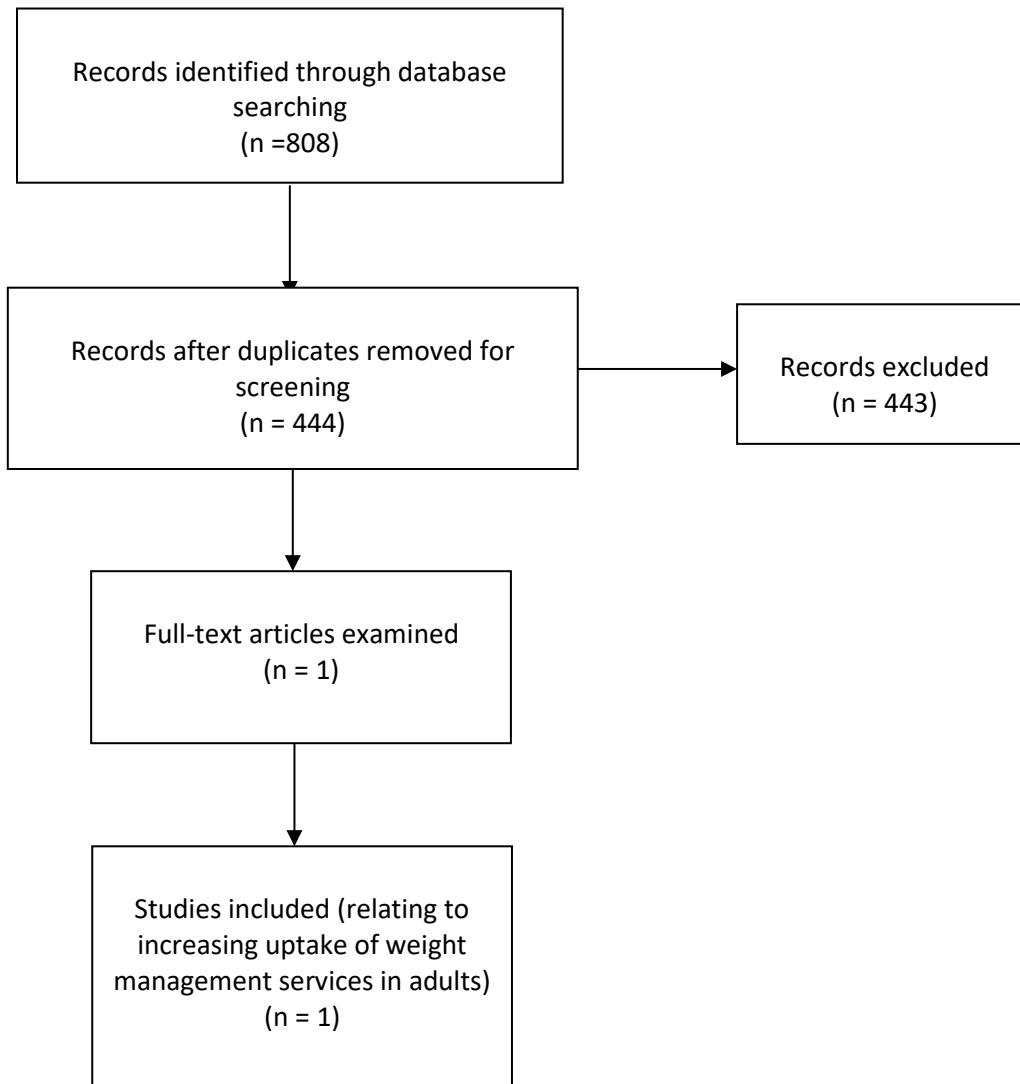 Records identified through database
searching
(n =808)
Records after duplicates removed for
screening
(n = 444)
Records excluded
(n = 443)
Full-text articles examined
(n = 1)
Studies included (relating to
increasing uptake of weight
management services in adults)
(n = 1)